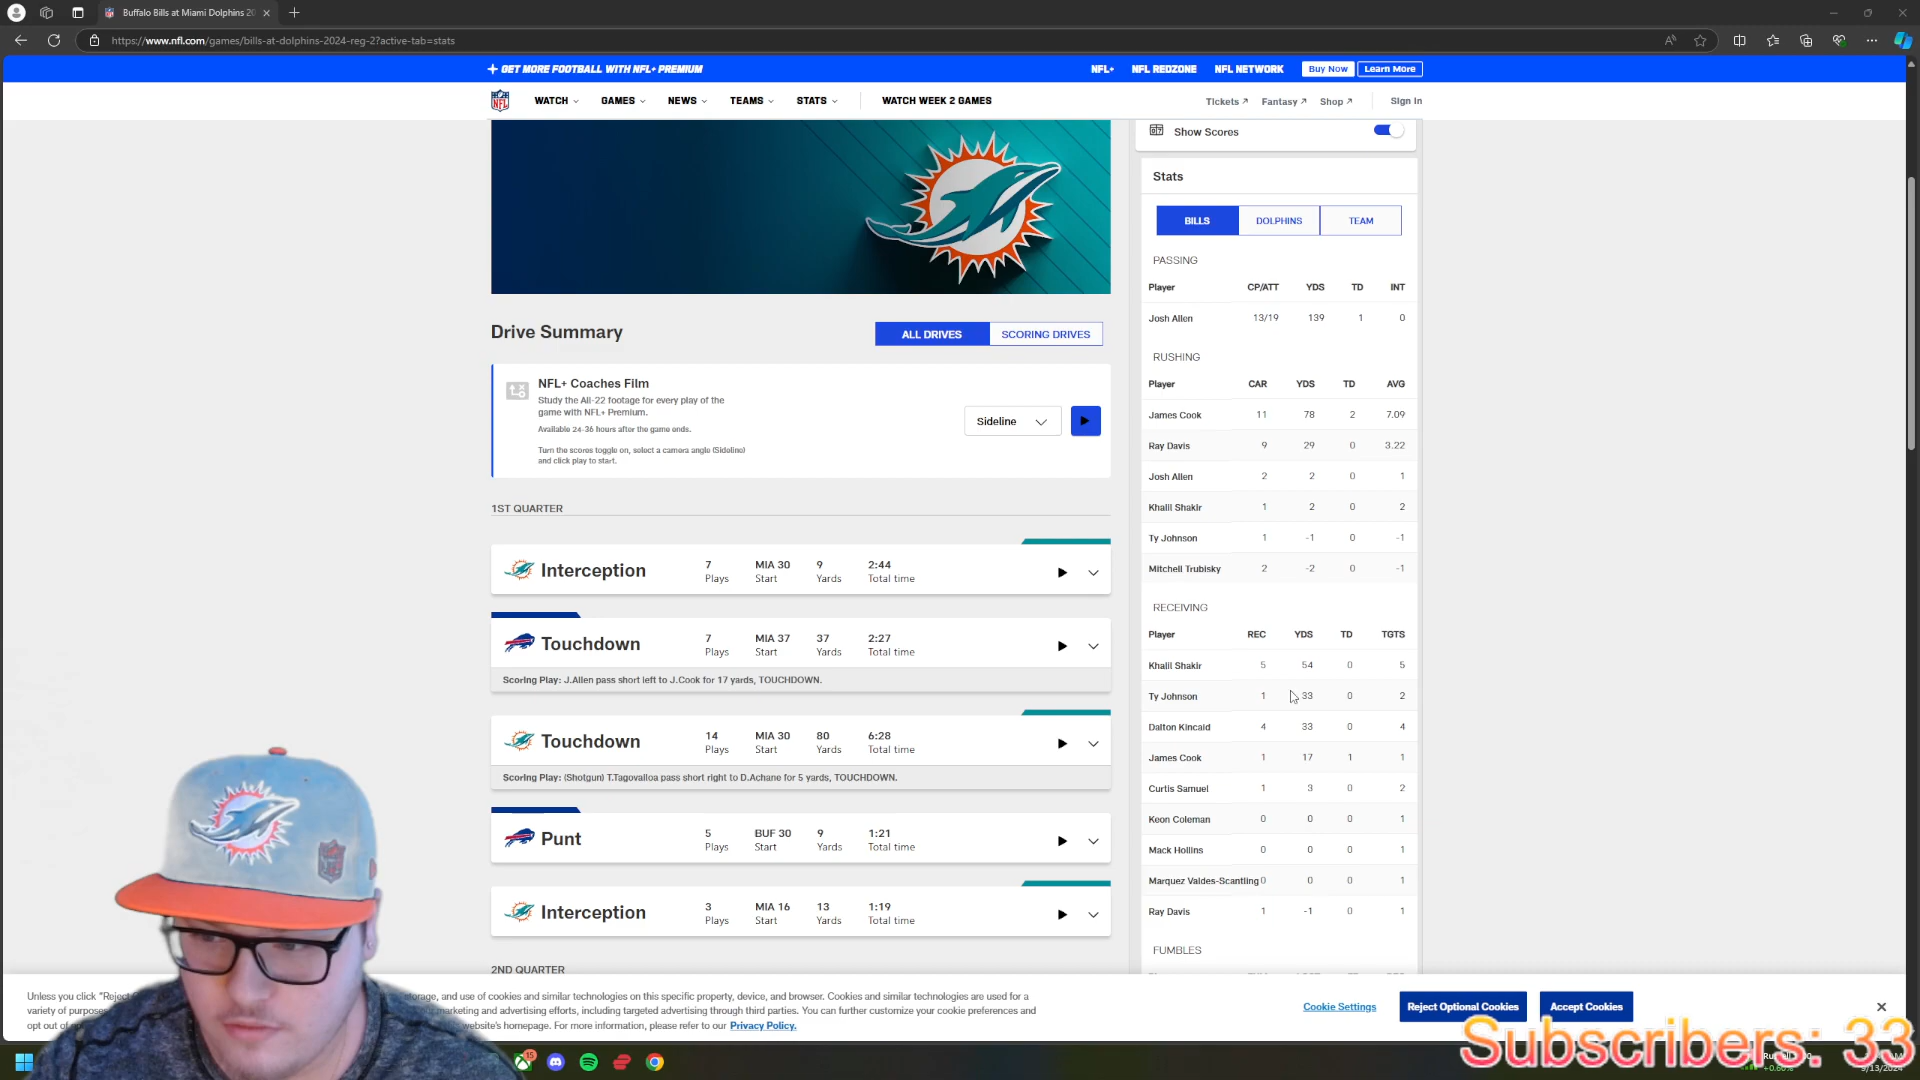 Buffalo Bills at Miami Dolphins 20
https://www.nfl.com/games/bills-at-dolphins-2024-reg-2?active-tab=stats
GET MORE FOOTBALL WITH NFL+ PREMIUM
NFL+ NFL REDZONE NFL NETWORK Buy Now Learn More
NFL WATCH GAMES NEWS TEAMS STATS WATCH WEEK 2 GAMES Tickets Fantasy Shop Sign In
Show Scores
Stats
BILLS DOLPHINS TEAM
PASSING
Player CP/ATT YDS TD INT
Josh Allen 13/19 139 1 0
RUSHING
Player CAR YDS TD AVG
James Cook 11 78 2 7.09
Ray Davis 9 29 0 3.22
Josh Allen 2 2 0 1
Khalil Shakir 1 2 0 2
Ty Johnson 1 -1 0 -1
Mitchell Trubisky 2 -2 0 -1
RECEIVING
Player REC YDS TD TGTS
Khalil Shakir 5 54 0 5
Ty Johnson 1 33 0 2
Dalton Kincaid 4 33 0 4
James Cook 1 17 1 1
Curtis Samuel 1 3 0 2
Keon Coleman 0 0 0 1
Mack Hollins 0 0 0 1
Marquez Valdes-Scantling 0 0 0 1
Ray Davis 1 -1 0 1
FUMBLES
Drive Summary
ALL DRIVES SCORING DRIVES
NFL+ Coaches Film
Study the All-22 footage for every play of the
game with NFL+ Premium.
Available 24-36 hours after the game ends.
Turn the scores toggle on, select a camera angle (Sideline)
and click play to start.
Sideline
1ST QUARTER
Interception 7 MIA 30 9 2:44
Plays Start Yards Total time
Touchdown 7 MIA 37 37 2:27
Plays Start Yards Total time
Scoring Play: J.Allen pass short left to J.Cook for 17 yards, TOUCHDOWN.
Touchdown 14 MIA 30 80 6:28
Plays Start Yards Total time
Scoring Play: (Shotgun) T.Tagovailoa pass short right to D.Achane for 5 yards, TOUCHDOWN.
Punt 5 BUF 30 9 1:21
Plays Start Yards Total time
Interception 3 MIA 16 13 1:19
Plays Start Yards Total time
2ND QUARTER
Unless you click "Reject orage, and use of cookies and similar technologies on this specific property, device, and browser. Cookies and similar technologies are used for a
variety of purposes marketing and advertising efforts, including targeted advertising through third parties. You can further customize your cookie preferences and
opt out of website's homepage. For more information, please refer to our Privacy Policy.
Cookie Settings Reject Optional Cookies Accept Cookies
Subscribers: 33
15
+0.60%
9/13/2024